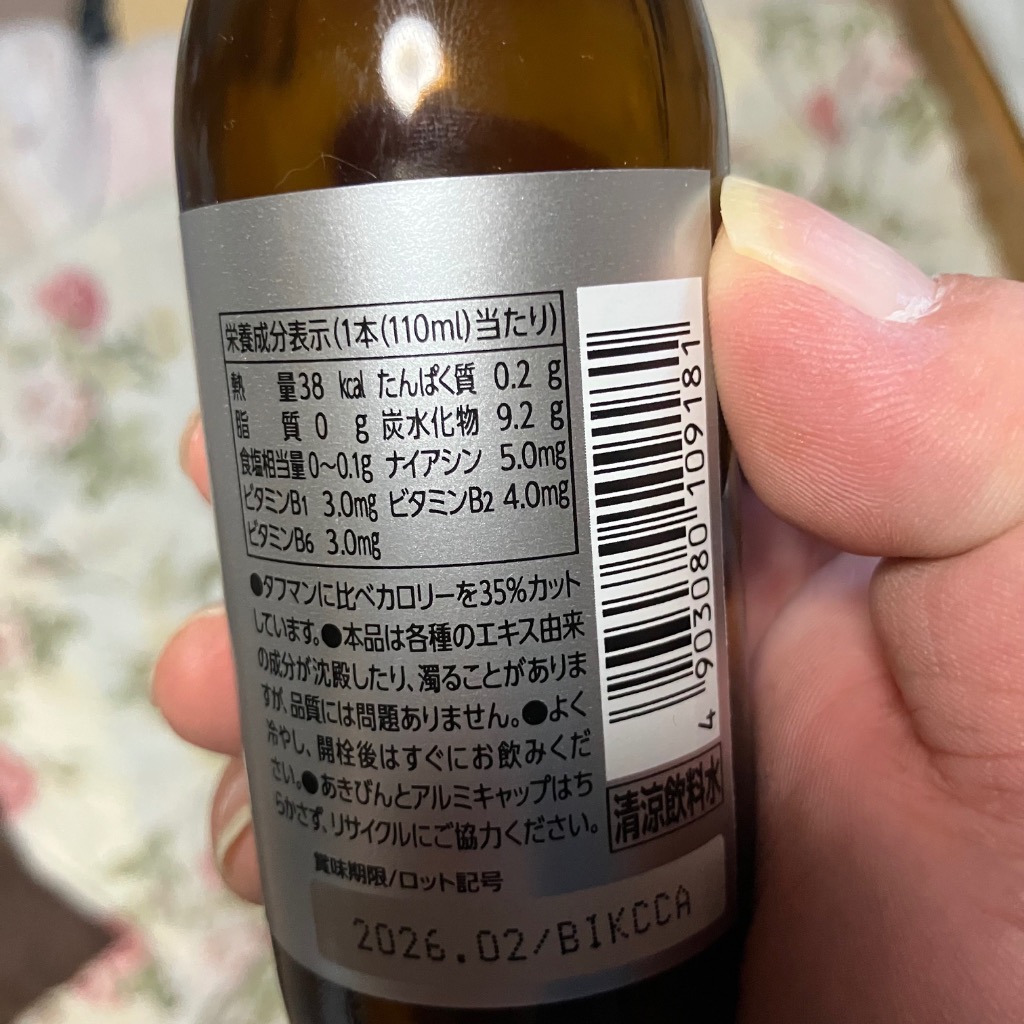 栄養成分表示(1本(110ml)当たり)
熱量38 kcal たんぱく質 0.2 g
脂質 0 g 炭水化物 9.2 g
食塩相当量0～0.1g ナイアシン 5.0mg
ビタミンB1 3.0mg ビタミンB2 4.0mg
ビタミンB6 3.0mg
●タフマンに比べカロリーを35%カット
しています。●本品は各種のエキス由来
の成分が沈殿したり、濁ることがありま
すが、品質には問題ありません。●よく
冷やし、開栓後はすぐにお飲みくだ
さい。●あきびんとアルミキャップはち
らかさず、リサイクルにご協力ください。
賞味期限/ロット記号
2026.02/BIKCCA
4 903080 109181
清涼飲料水